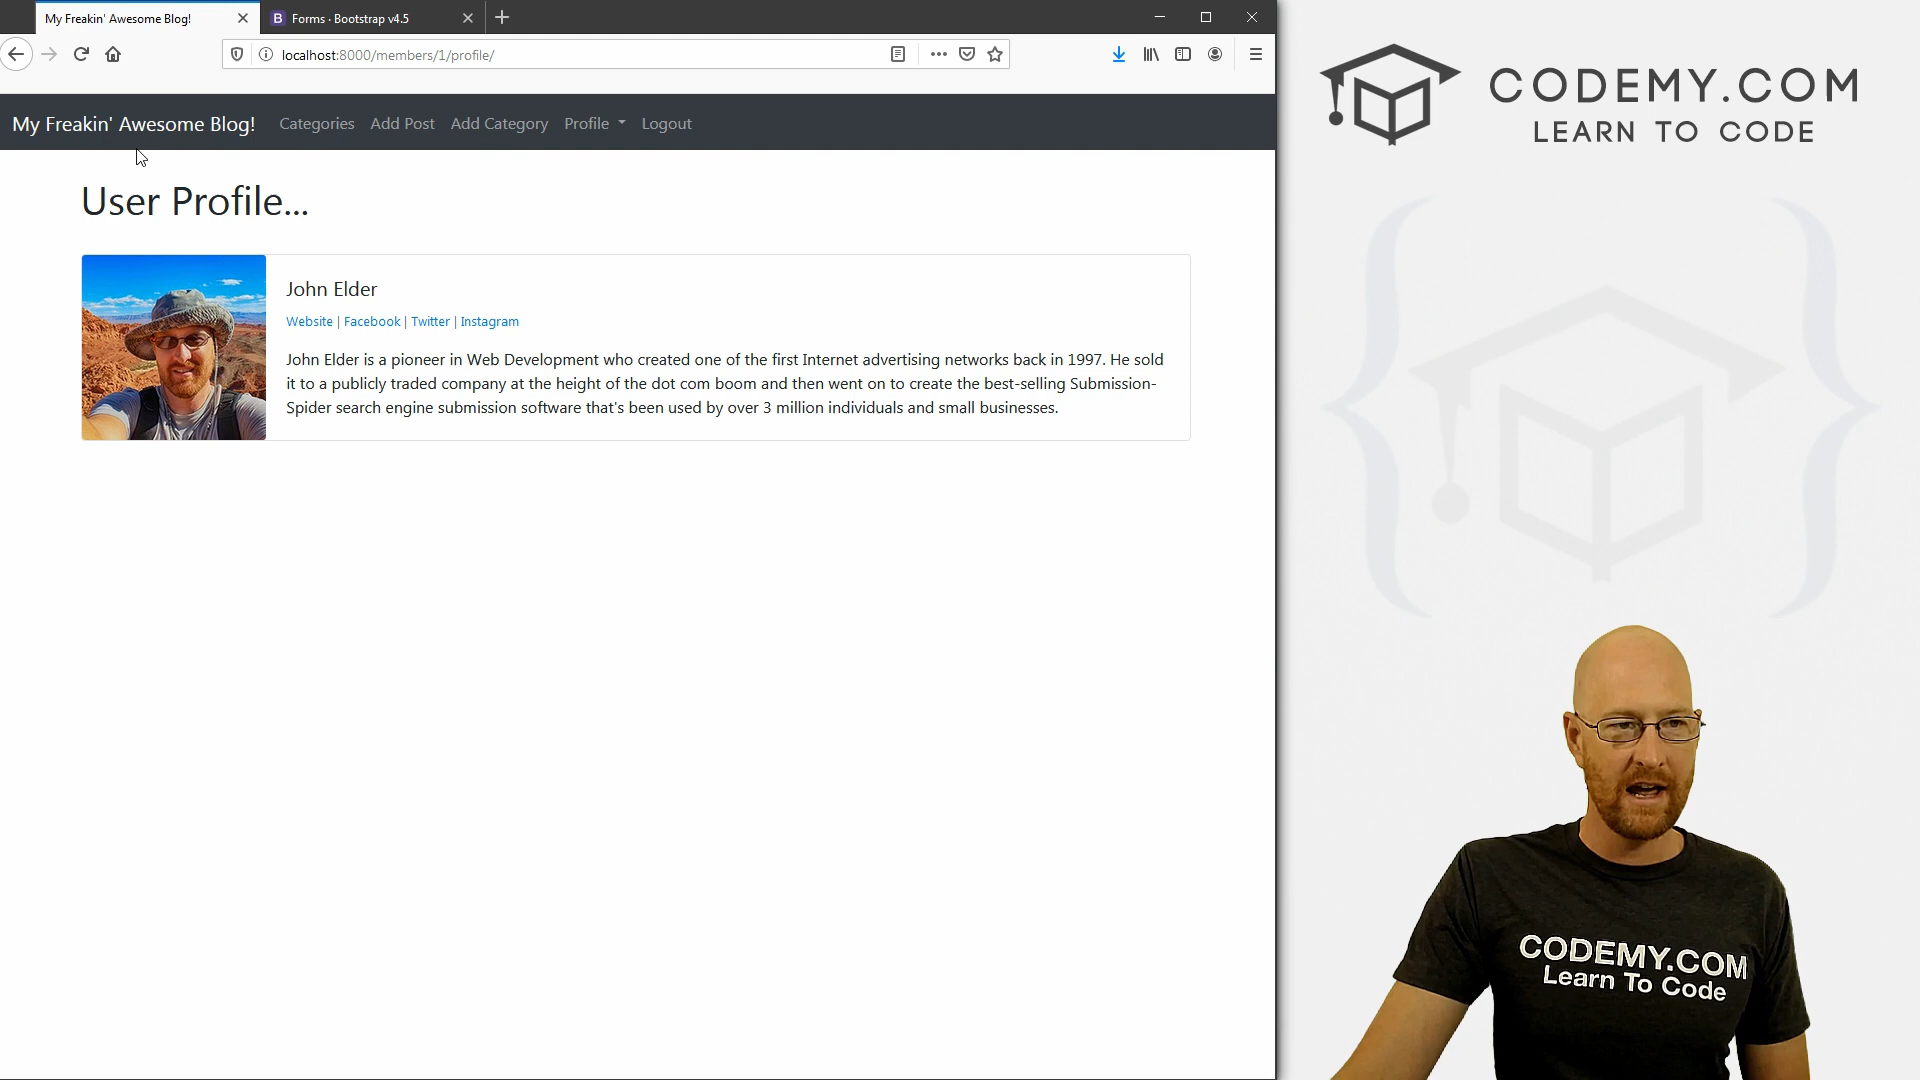 My Freakin' Awesome Blog!
B Forms · Bootstrap v4.5
localhost:8000/members/1/profile/
My Freakin' Awesome Blog! Categories Add Post Add Category Profile Logout
User Profile...
John Elder
Website | Facebook | Twitter | Instagram
John Elder is a pioneer in Web Development who created one of the first Internet advertising networks back in 1997. He sold
it to a publicly traded company at the height of the dot com boom and then went on to create the best-selling Submission-
Spider search engine submission software that's been used by over 3 million individuals and small businesses.
CODEMY.COM
LEARN TO CODE
CODEMY.COM
Learn To Code